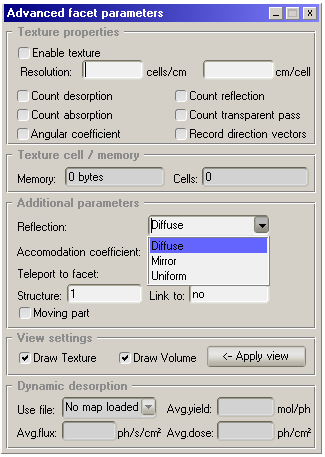 Advanced facet parameters
Texture properties
Enable texture
Resolution: cells/cm cm/cell
Count desorption Count reflection
Count absorption Count transparent pass
Angular coefficient Record direction vectors
Texture cell / memory
Memory: 0 bytes Cells: 0
Additional parameters
Reflection: Diffuse
Diffuse
Accomodation coefficient:
Mirror
Teleport to facet:
Uniform
Structure: 1 Link to: no
Moving part
View settings
Draw Texture Draw Volume <- Apply view
Dynamic desorption
Use file: No map loaded Avg.yield: mol/ph
Avg.flux: ph/s/cm² Avg.dose: ph/cm²